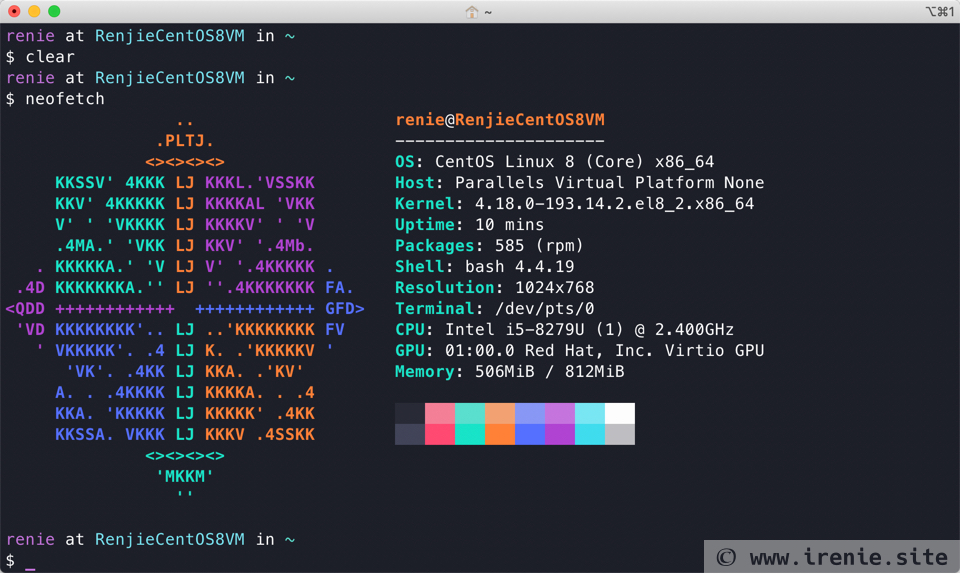 ~ ⌥⌘1
renie at RenjieCentOS8VM in ~
$ clear
renie at RenjieCentOS8VM in ~
$ neofetch
.. renie@RenjieCentOS8VM
.PLTJ. ---------------------
<><><><> OS: CentOS Linux 8 (Core) x86_64
KKSSV' 4KKK LJ KKKL.'VSSKK Host: Parallels Virtual Platform None
KKV' 4KKKKK LJ KKKKAL 'VKK Kernel: 4.18.0-193.14.2.el8_2.x86_64
V' ' 'VKKKK LJ KKKKV' ' 'V Uptime: 10 mins
.4MA.' 'VKK LJ KKV' '.4Mb. Packages: 585 (rpm)
. KKKKKA.' 'V LJ V' '.4KKKKK . Shell: bash 4.4.19
.4D KKKKKKKA.'' LJ ''.4KKKKKKK FA. Resolution: 1024x768
<QDD ++++++++++++ ++++++++++++ GFD> Terminal: /dev/pts/0
'VD KKKKKKKK'.. LJ ..'KKKKKKKK FV CPU: Intel i5-8279U (1) @ 2.400GHz
' VKKKKK'. .4 LJ K. .'KKKKKV ' GPU: 01:00.0 Red Hat, Inc. Virtio GPU
'VK'. .4KK LJ KKA. .'KV' Memory: 506MiB / 812MiB
A. . .4KKKK LJ KKKKA. . .4
KKA. 'KKKKK LJ KKKKK' .4KK
KKSSA. VKKK LJ KKKV .4SSKK
<><><><>
'MKKM'
''
renie at RenjieCentOS8VM in ~
$ _
© www.irenie.site